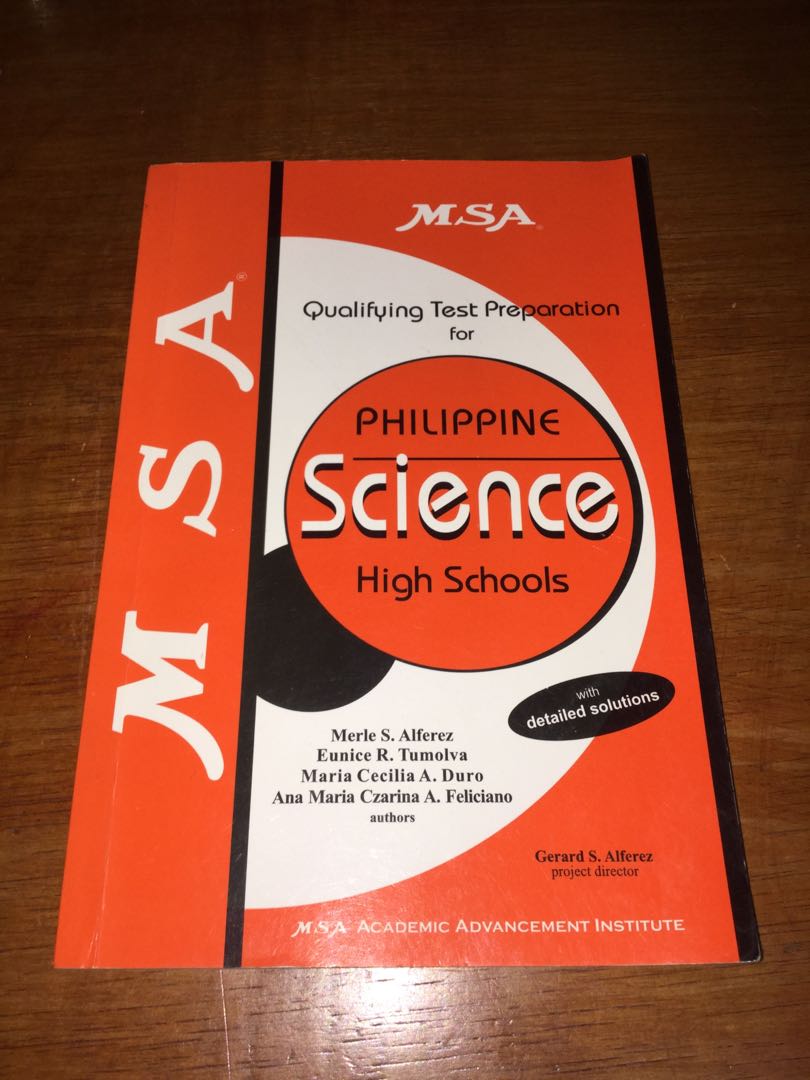 MSA
MSA®
Qualifying Test Preparation
for
PHILIPPINE
Science
High Schools
with
detailed solutions
Merle S. Alferez
Eunice R. Tumolva
Maria Cecilia A. Duro
Ana Maria Czarina A. Feliciano
authors
Gerard S. Alferez
project director
MSA ACADEMIC ADVANCEMENT INSTITUTE